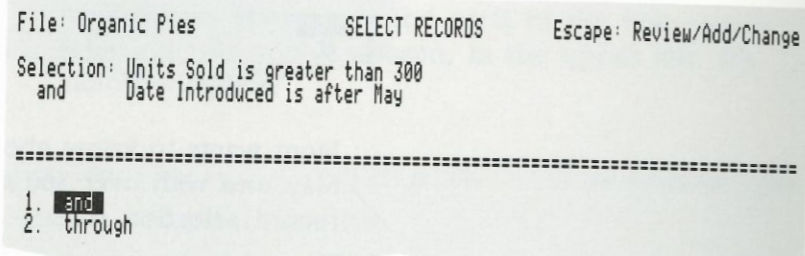 File: Organic Pies SELECT RECORDS Escape: Review/Add/Change
Selection: Units Sold is greater than 300
and Date Introduced is after May
==========================================================================
1. and
2. through